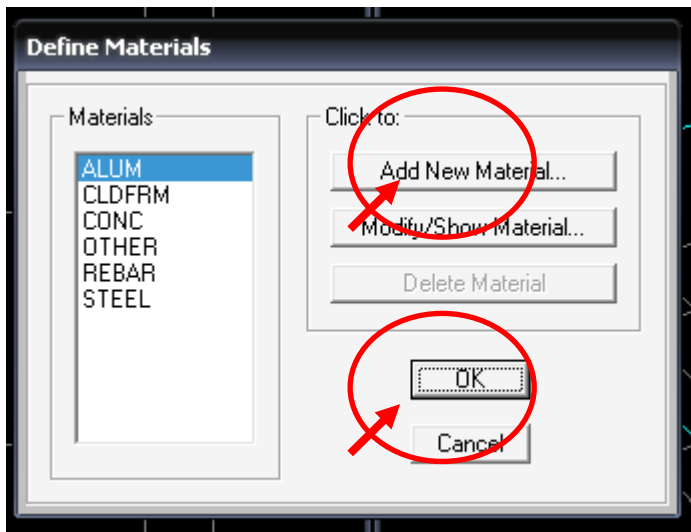 Define Materials
Materials
ALUM
CLDFRM
CONC
OTHER
REBAR
STEEL
Click to:
Add New Material...
Modify/Show Material...
Delete Material
OK
Cancel